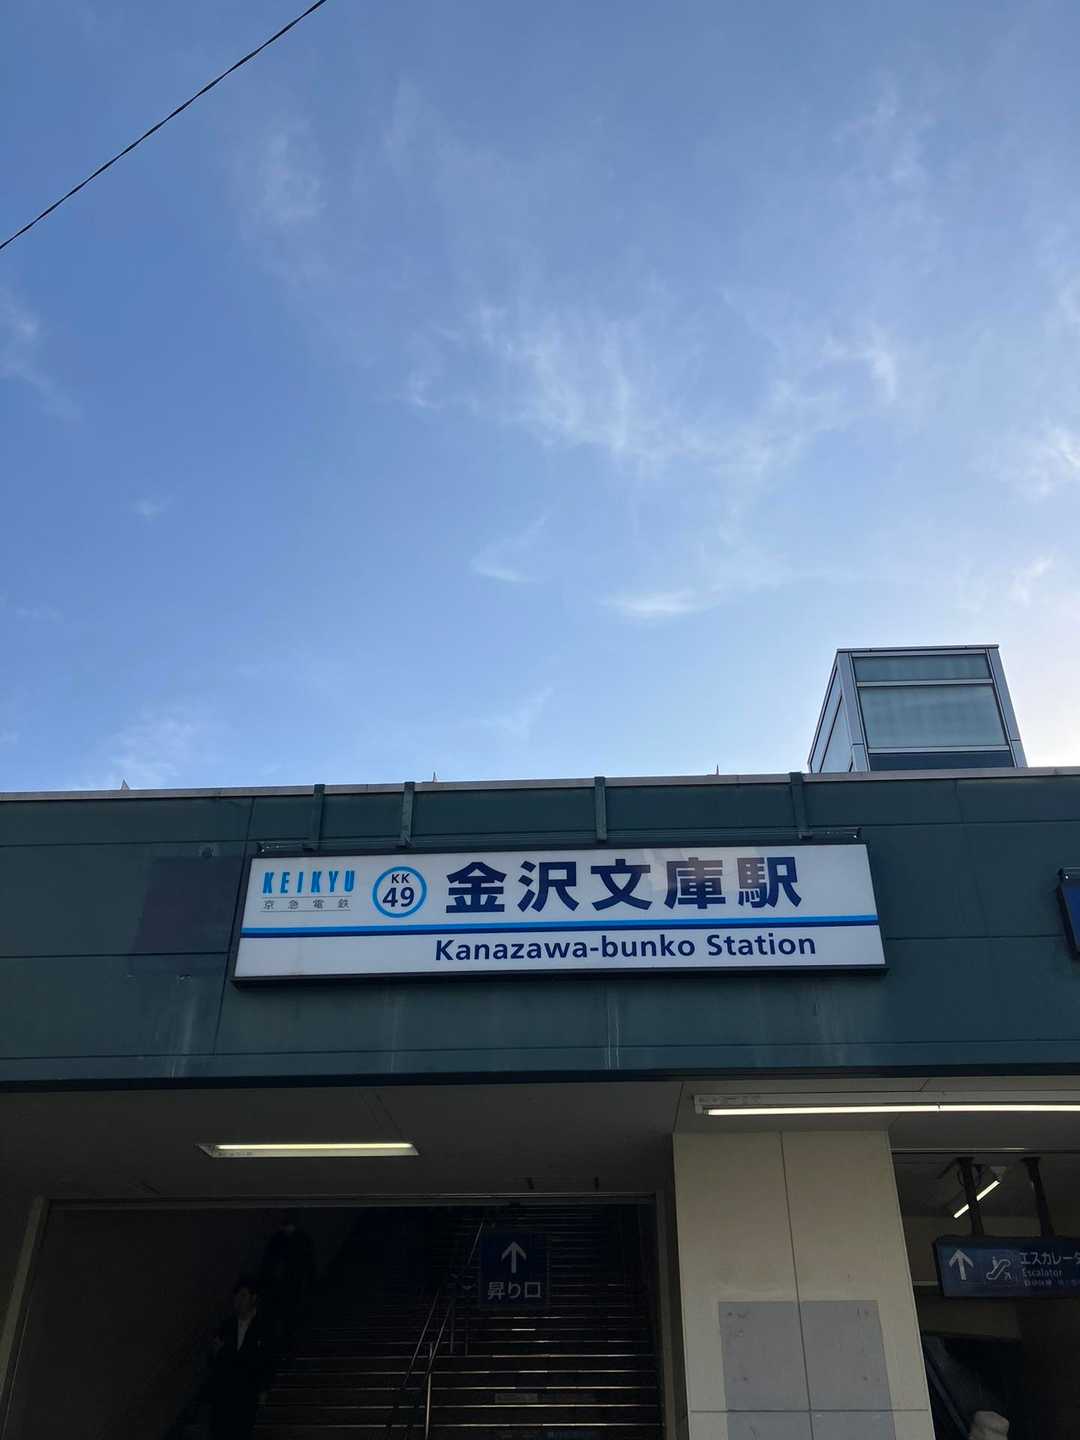 KEIKYU
京急電鉄
KK
49
金沢文庫駅
Kanazawa-bunko Station
昇り口
エスカレータ
Escalator